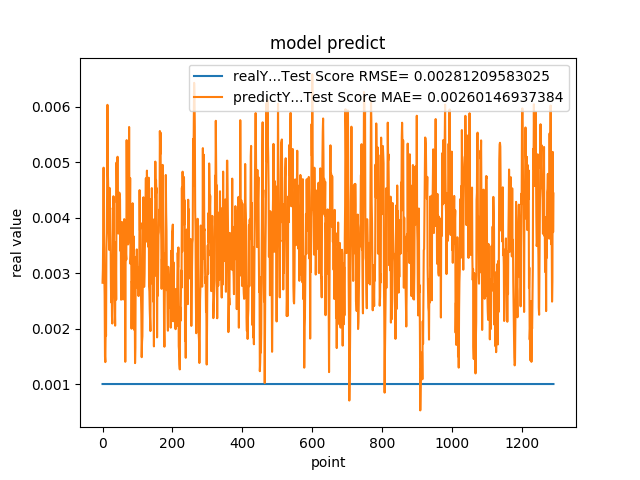 model predict
realY...Test Score RMSE= 0.00281209583025
predictY...Test Score MAE= 0.00260146937384
0.006
0.005
0.004
0.003
0.002
0.001
real value
0 200 400 600 800 1000 1200
point